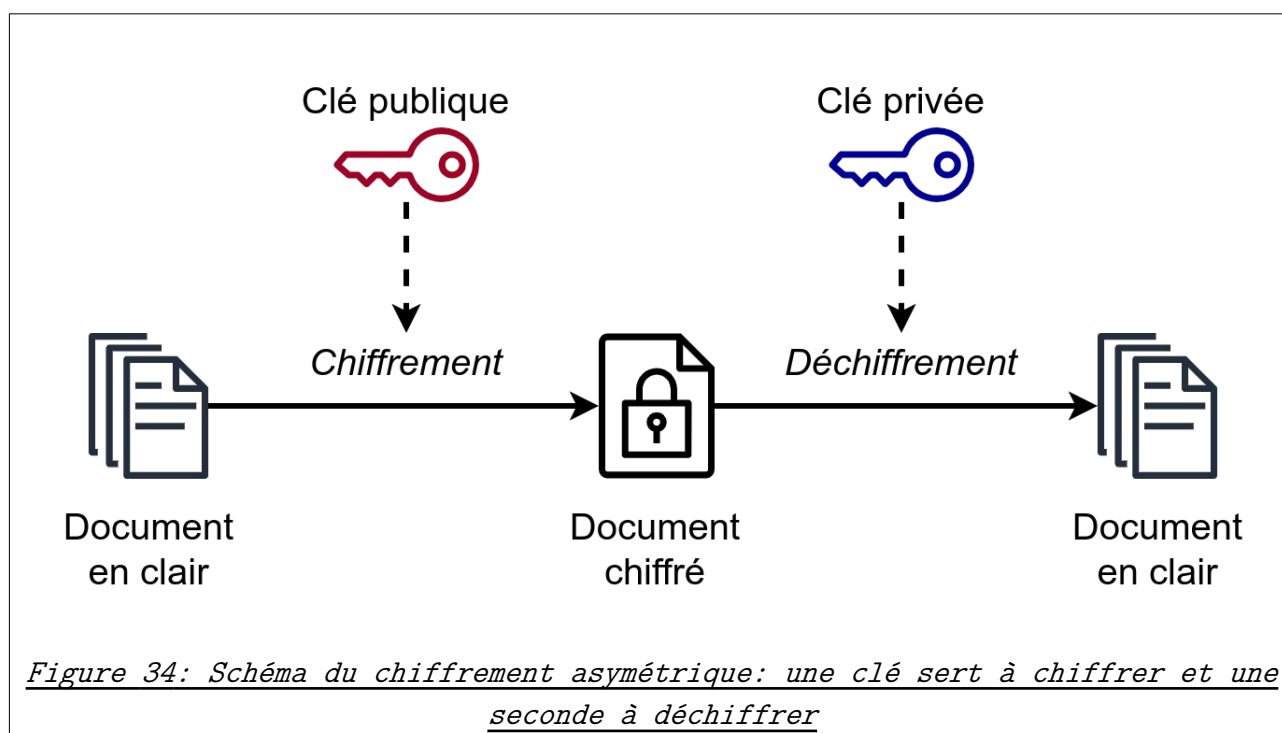 Clé publique
Clé privée
Chiffrement
Déchiffrement
Document
en clair
Document
chiffré
Document
en clair
Figure 34: Schéma du chiffrement asymétrique: une clé sert à chiffrer et une
seconde à déchiffrer